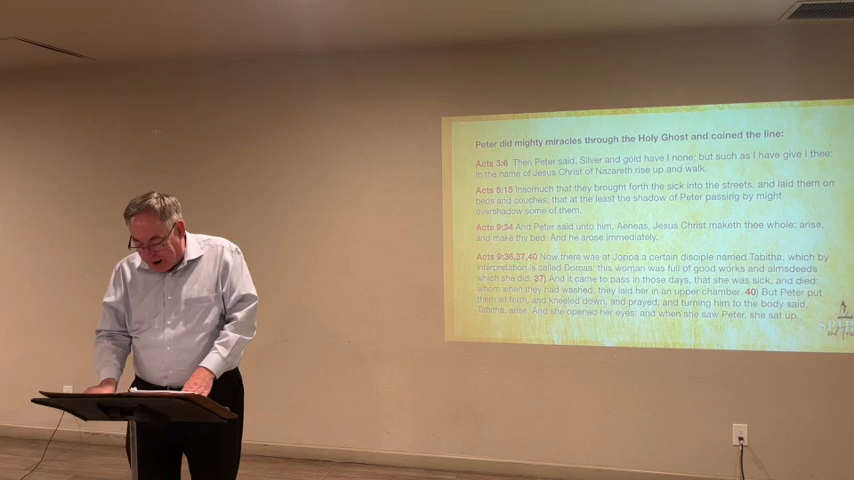 Peter did mighty miracles through the Holy Ghost and coined the line:
Acts 3:6 Then Peter said, Silver and gold have I none; but such as I have give I thee:
In the name of Jesus Christ of Nazareth rise up and walk.
Acts 5:15 Insomuch that they brought forth the sick into the streets, and laid them on
beds and couches, that at the least the shadow of Peter passing by might
overshadow some of them.
Acts 9:34 And Peter said unto him, Aeneas, Jesus Christ maketh thee whole: arise,
and make thy bed. And he arose immediately.
Acts 9:36,37,40 Now there was at Joppa a certain disciple named Tabitha, which by
interpretation is called Dorcas: this woman was full of good works and almsdeeds
which she did. 37) And it came to pass in those days, that she was sick, and died:
whom when they had washed, they laid her in an upper chamber. 40) But Peter put
them all forth, and kneeled down, and prayed; and turning him to the body said,
Tabitha, arise. And she opened her eyes: and when she saw Peter, she sat up.